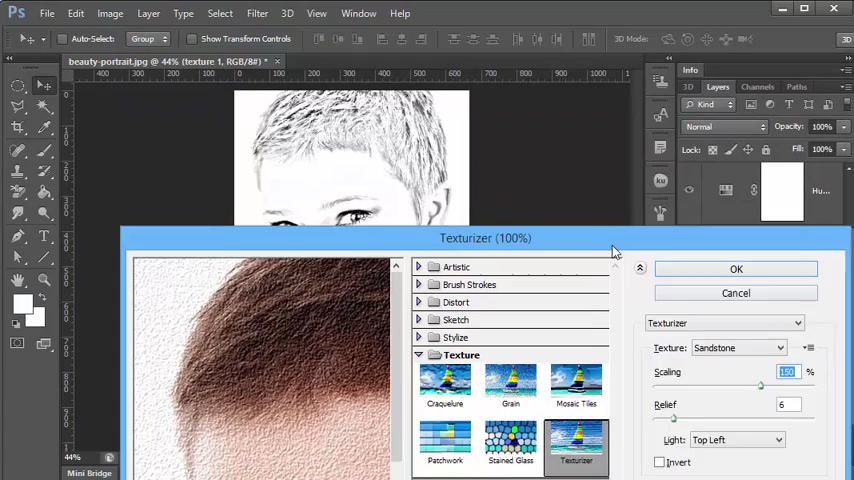 Ps File Edit Image Layer Type Select Filter 3D View Window Help
Auto-Select: Group Show Transform Controls 3D Mode: 3D
beauty-portrait.jpg @ 44% (texture 1, RGB/8#) * ×
400 300 200 100 0 100 200 300 400 500 600 700 800 900 1000
Info
3D Layers Channels Paths
Kind
Normal Opacity: 100%
Lock: Fill: 100%
ku
Hu...
Texturizer (100%)
Artistic
Brush Strokes
Distort
Sketch
Stylize
Texture
Craquelure Grain Mosaic Tiles
Patchwork Stained Glass Texturizer
OK
Cancel
Texturizer
Texture: Sandstone
Scaling 150 %
Relief 6
Light: Top Left
Invert
44%
Mini Bridge